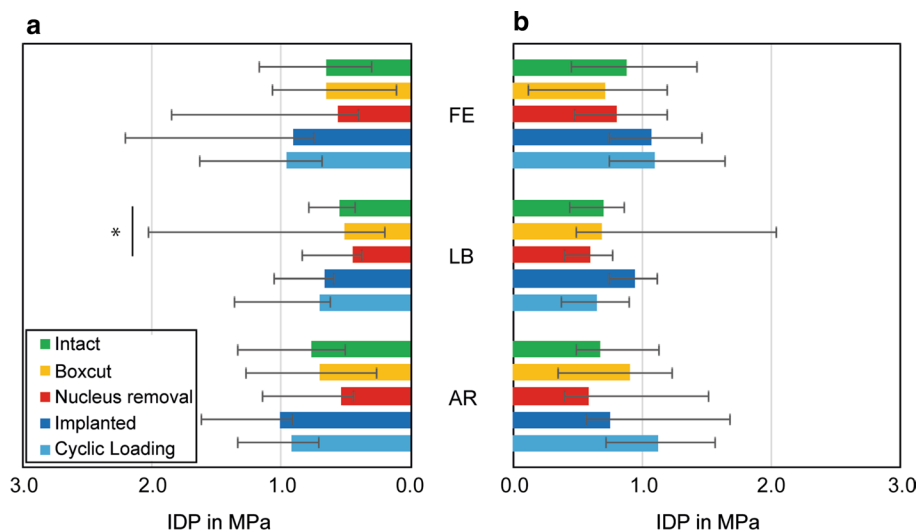 a b
FE
*
LB
Intact
Boxcut
Nucleus removal
AR
Implanted
Cyclic Loading
3.0 2.0 1.0 0.0 0.0 1.0 2.0 3.0
IDP in MPa IDP in MPa